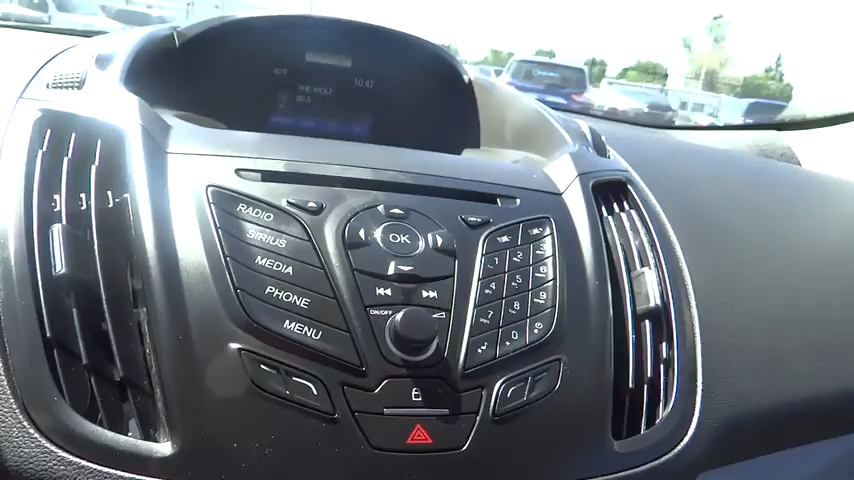 10:47
THE WOLF
RADIO
SIRIUS
MEDIA
PHONE
MENU
OK
ON/OFF
1 2 3
4 5 6
7 8 9
0